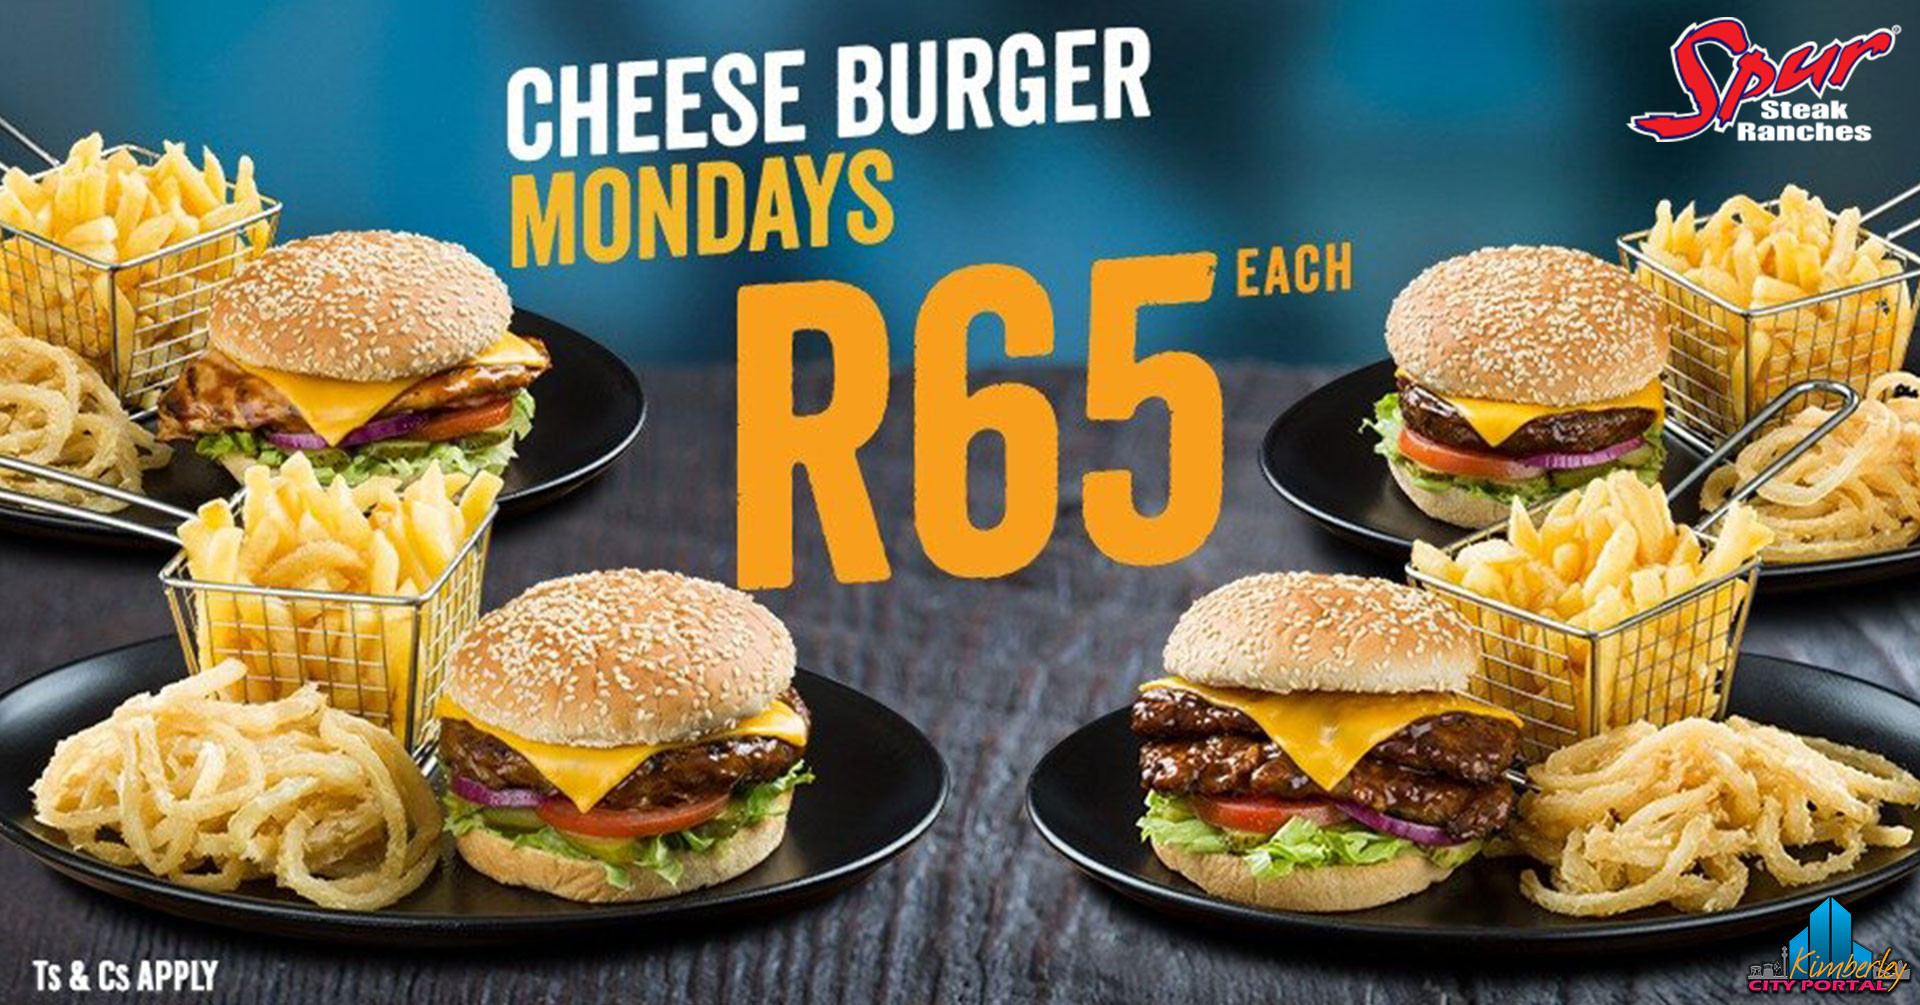 CHEESE BURGER
MONDAYS
R65 EACH
Spur®
Steak
Ranches
Ts & Cs APPLY
Kimberley
CITY PORTAL